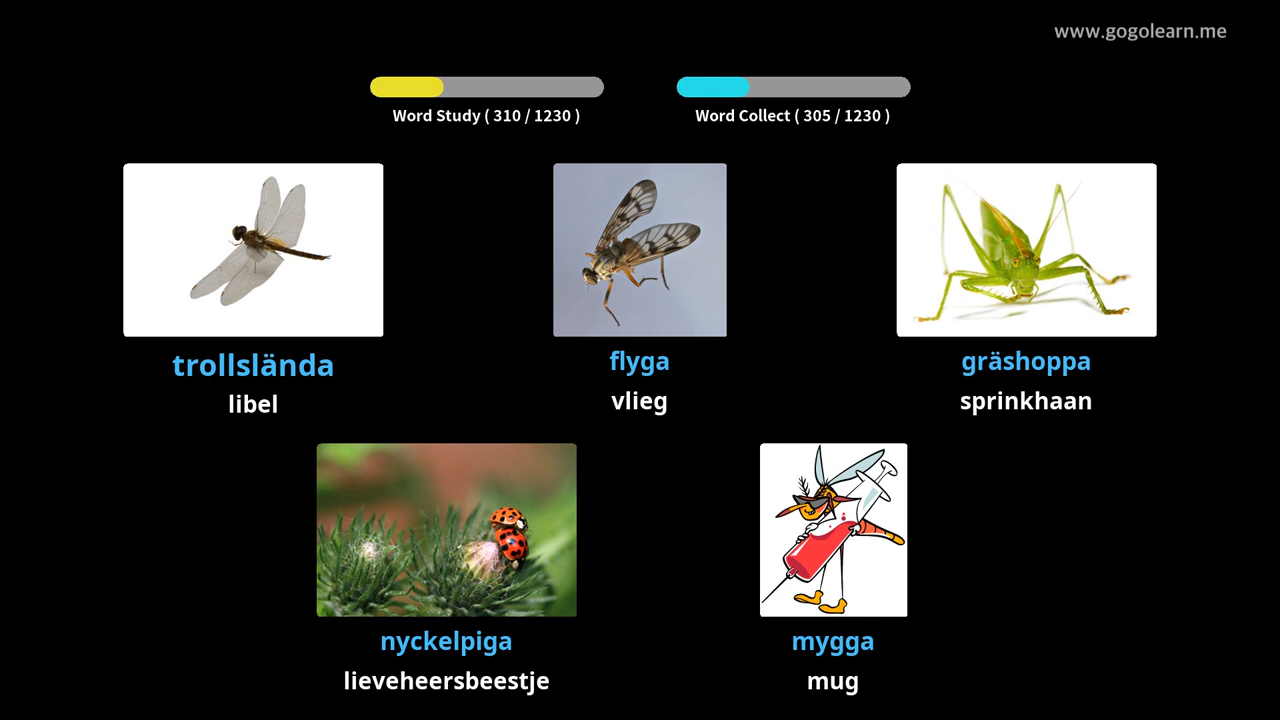 www.gogolearn.me
Word Study ( 310 / 1230 )
Word Collect ( 305 / 1230 )
trollslända
libel
flyga
vlieg
gräshoppa
sprinkhaan
nyckelpiga
lieveheersbeestje
mygga
mug